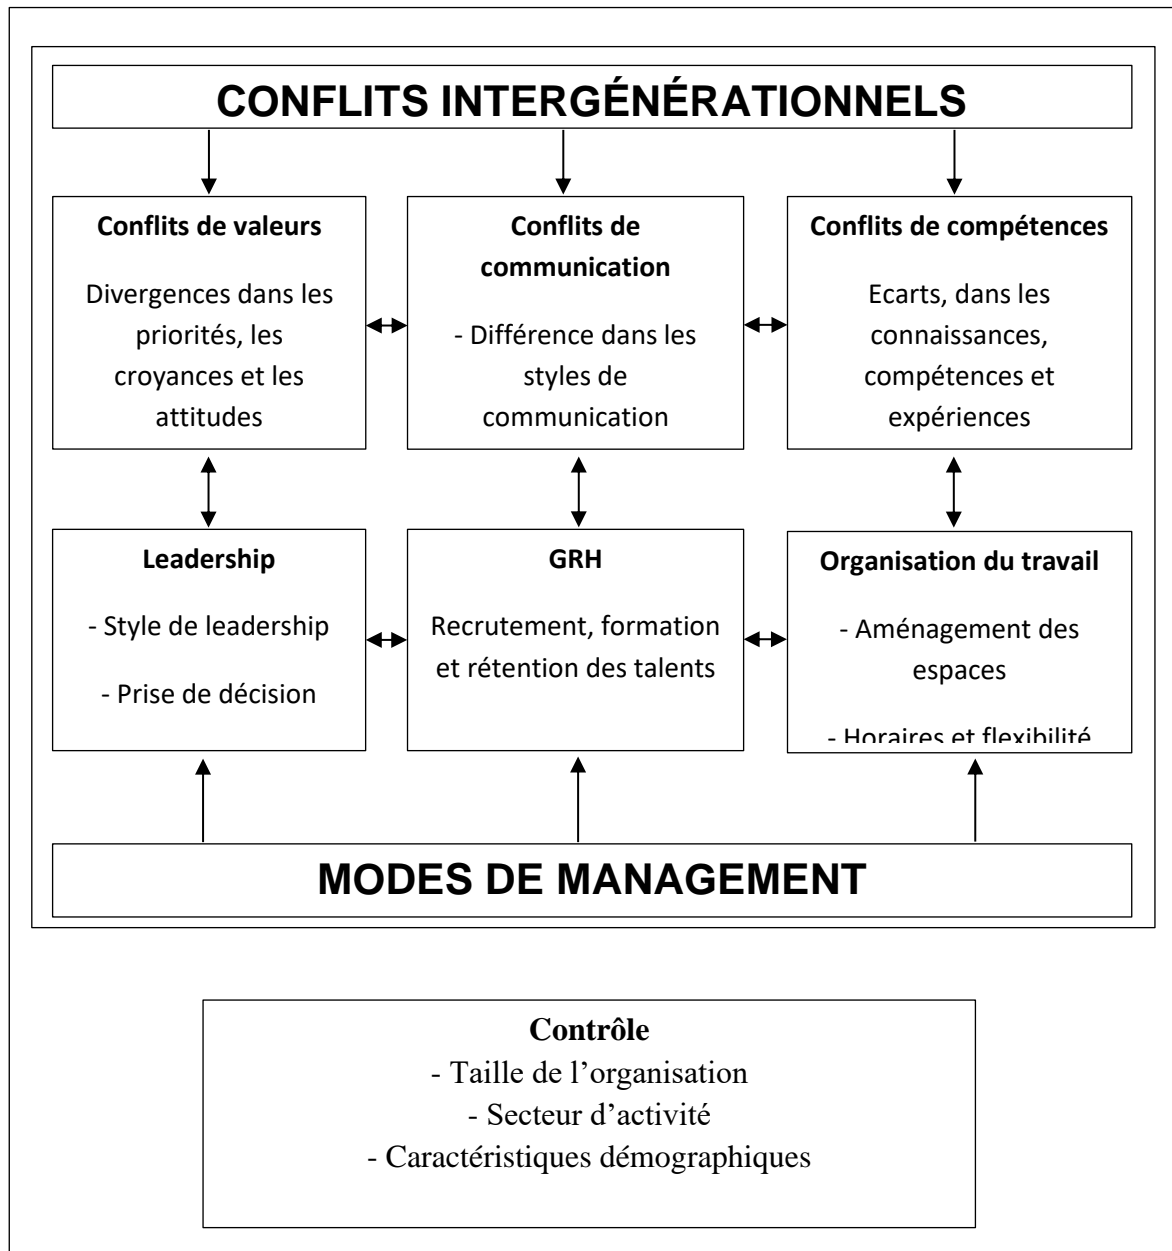 CONFLITS INTERGÉNÉRATIONNELS
Conflits de valeurs
Divergences dans les
priorités, les
croyances et les
attitudes
Conflits de
communication
- Différence dans les
styles de
communication
Conflits de compétences
Ecarts, dans les
connaissances,
compétences et
expériences
Leadership
- Style de leadership
- Prise de décision
GRH
Recrutement, formation
et rétention des talents
Organisation du travail
- Aménagement des
espaces
- Horaires et flexibilité
MODES DE MANAGEMENT
Contrôle
- Taille de l’organisation
- Secteur d’activité
- Caractéristiques démographiques